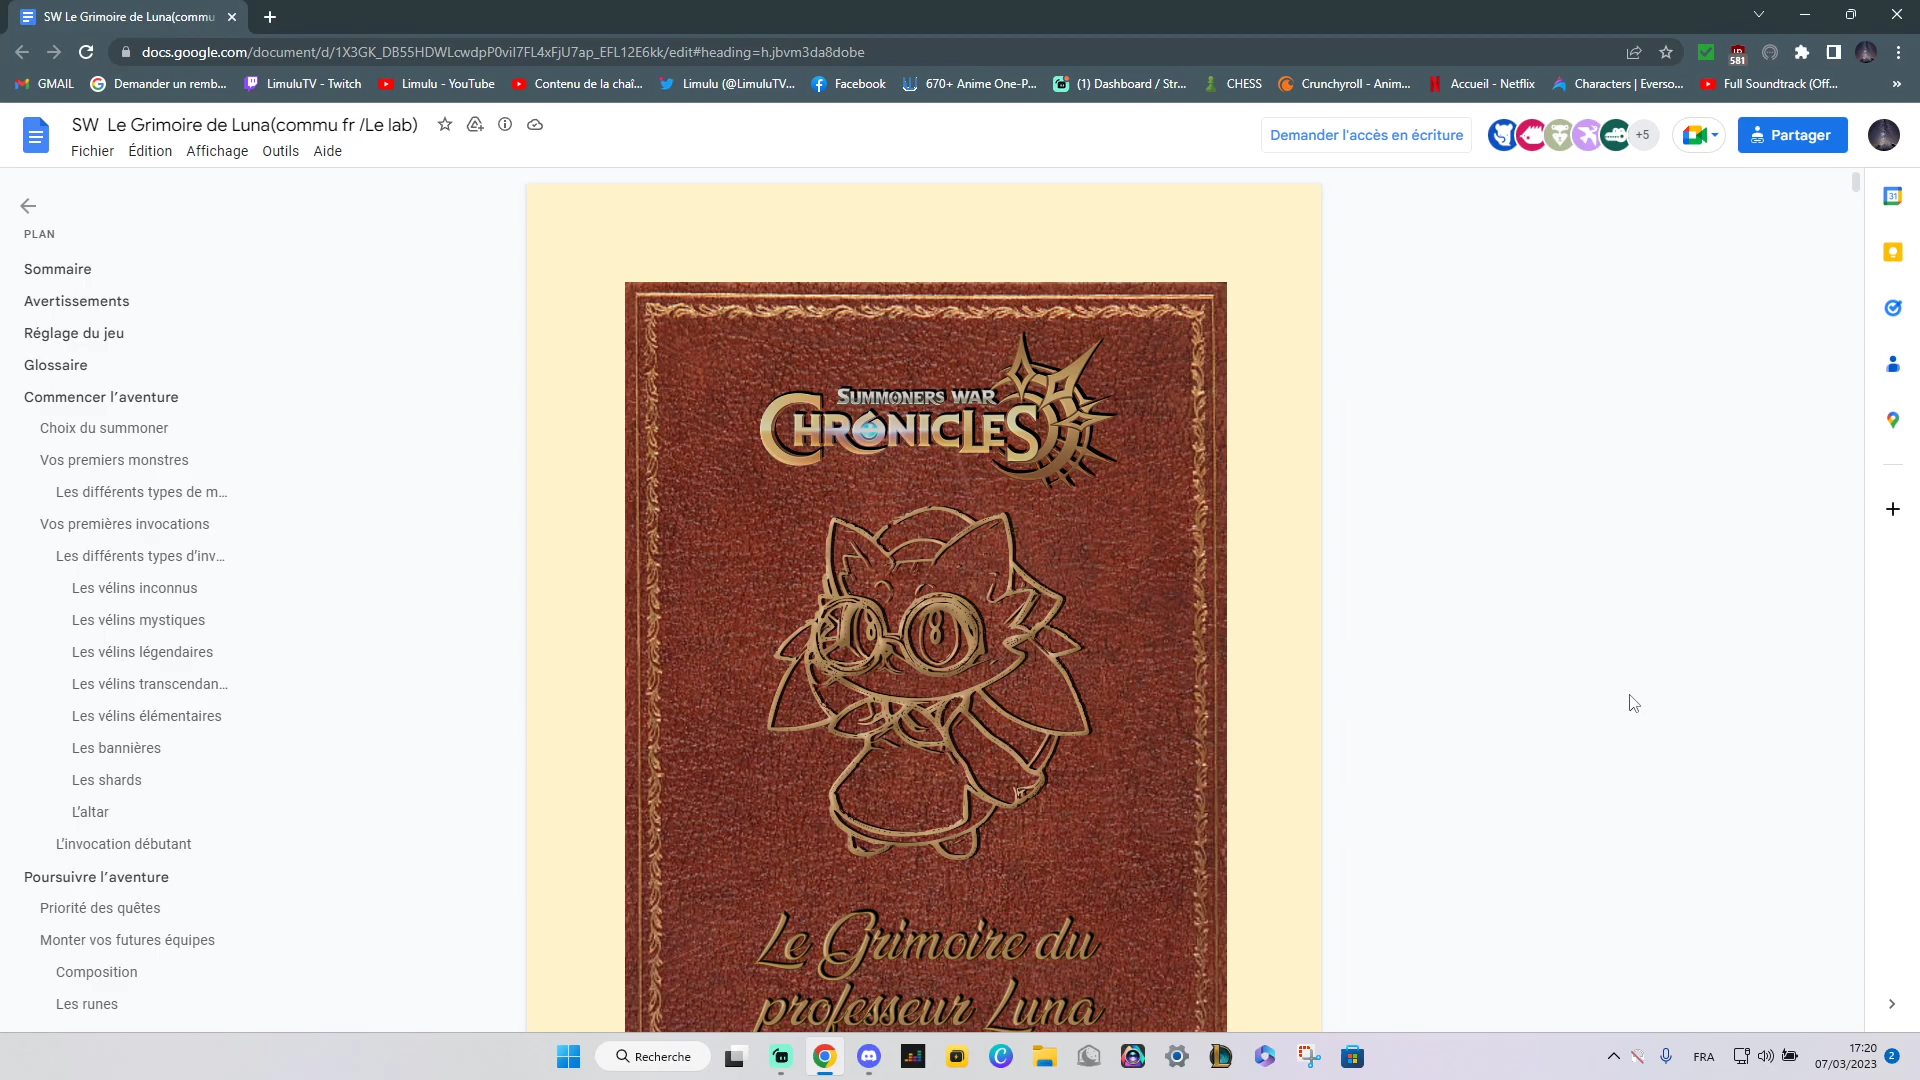 SW Le Grimoire de Luna(commu
docs.google.com/document/d/1X3GK_DB55HDWLcwdpP0viI7FL4xFjU7ap_EFL12E6kk/edit#heading=h.jbvm3da8dobe
581
GMAIL
Demander un remb...
LimuluTV - Twitch
Limulu - YouTube
Contenu de la chaî...
Limulu (@LimuluTV...
Facebook
670+ Anime One-P...
(1) Dashboard / Str...
CHESS
Crunchyroll - Anim...
Accueil - Netflix
Characters | Everso...
Full Soundtrack (Off...
»
SW Le Grimoire de Luna(commu fr /Le lab)
Fichier Édition Affichage Outils Aide
Demander l'accès en écriture
+5
Partager
PLAN
Sommaire
Avertissements
Réglage du jeu
Glossaire
Commencer l'aventure
Choix du summoner
Vos premiers monstres
Les différents types de m...
Vos premières invocations
Les différents types d'inv...
Les vélins inconnus
Les vélins mystiques
Les vélins légendaires
Les vélins transcendan...
Les vélins élémentaires
Les bannières
Les shards
L'altar
L'invocation débutant
Poursuivre l'aventure
Priorité des quêtes
Monter vos futures équipes
Composition
Les runes
SUMMONERS WAR
CHRONICLES
Le Grimoire du
professeur Luna
31
Recherche
FRA
17:20
07/03/2023
2